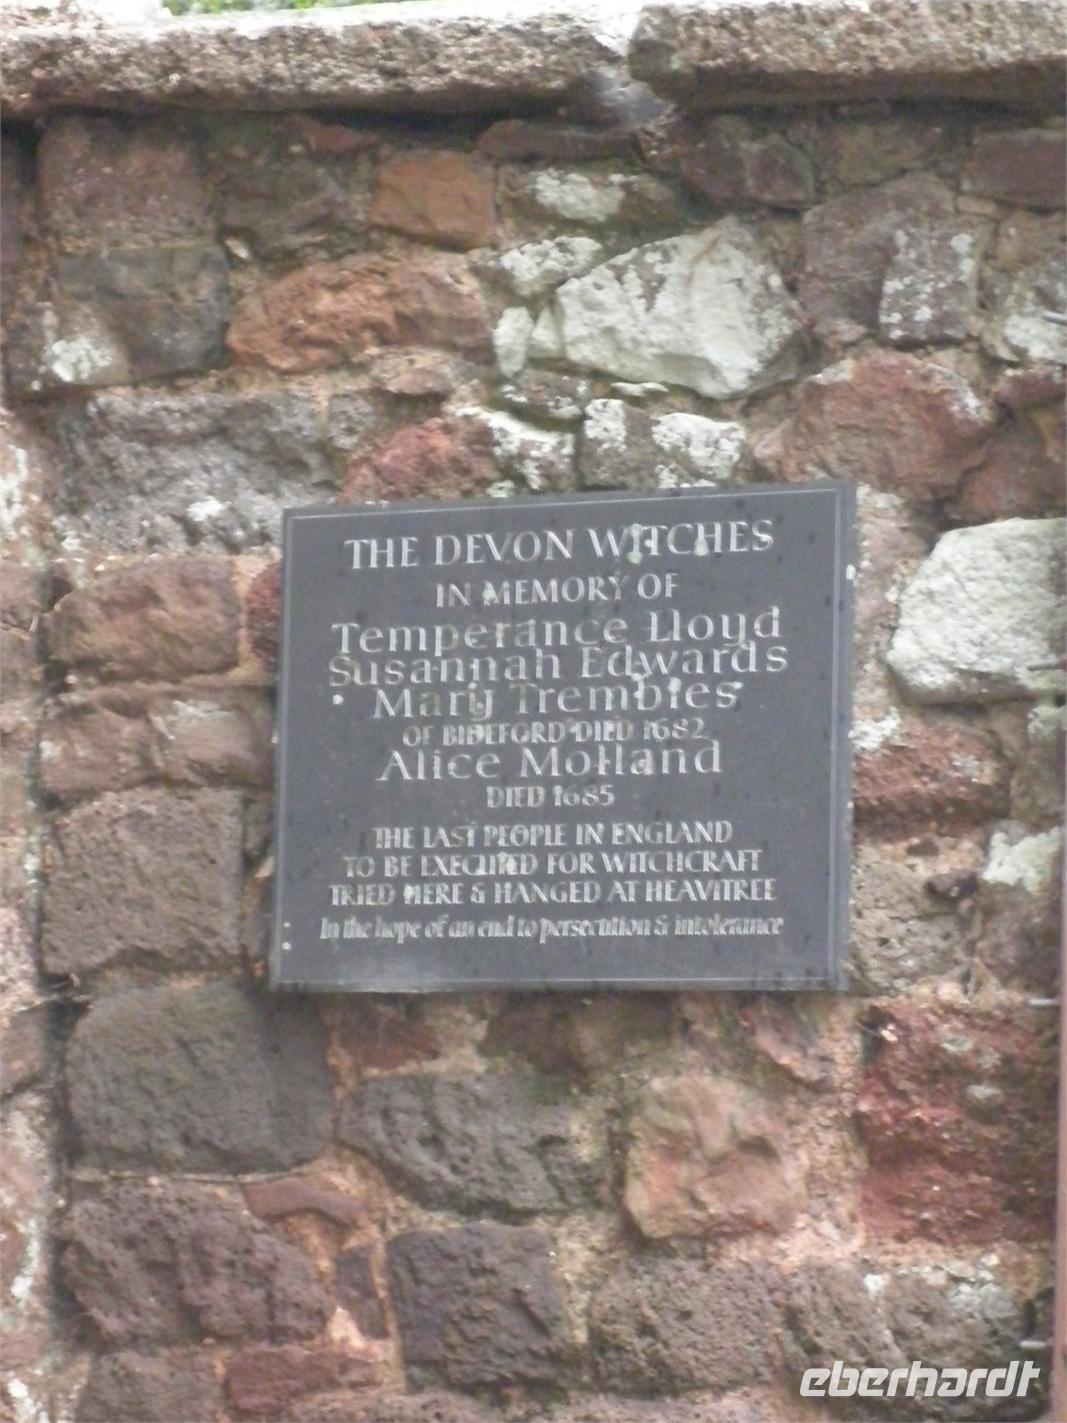 THE DEVON WITCHES
IN MEMORY OF
Temperance Lloyd
Susannah Edwards
Mary Trembles
OF BIDEFORD DIED 1682
Alice Molland
DIED 1685
THE LAST PEOPLE IN ENGLAND
TO BE EXECUTED FOR WITCHCRAFT
TRIED HERE & HANGED AT HEAVITREE
In the hope of an end to persecution & intolerance
eberhardt